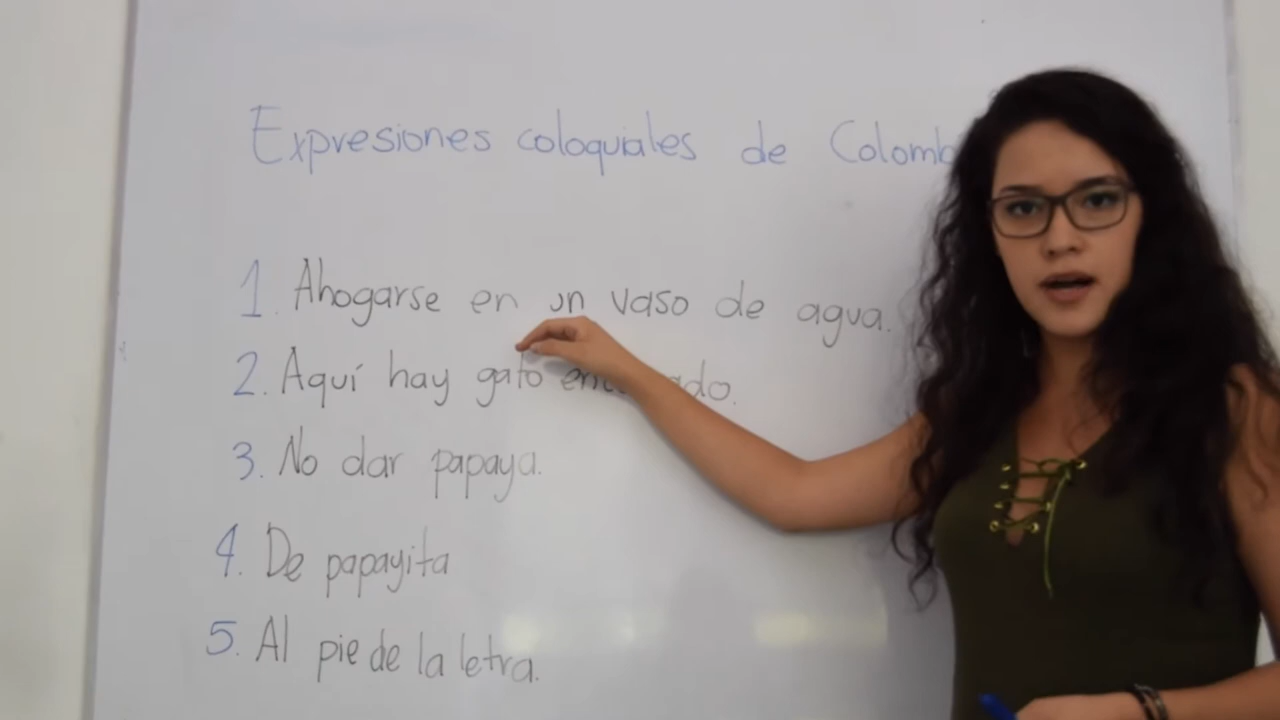 Expresiones coloquiales de Colomb
1. Ahogarse en un vaso de agua.
2. Aquí hay gato
3. No dar papaya.
4. De papayita
5. Al pie de la letra.